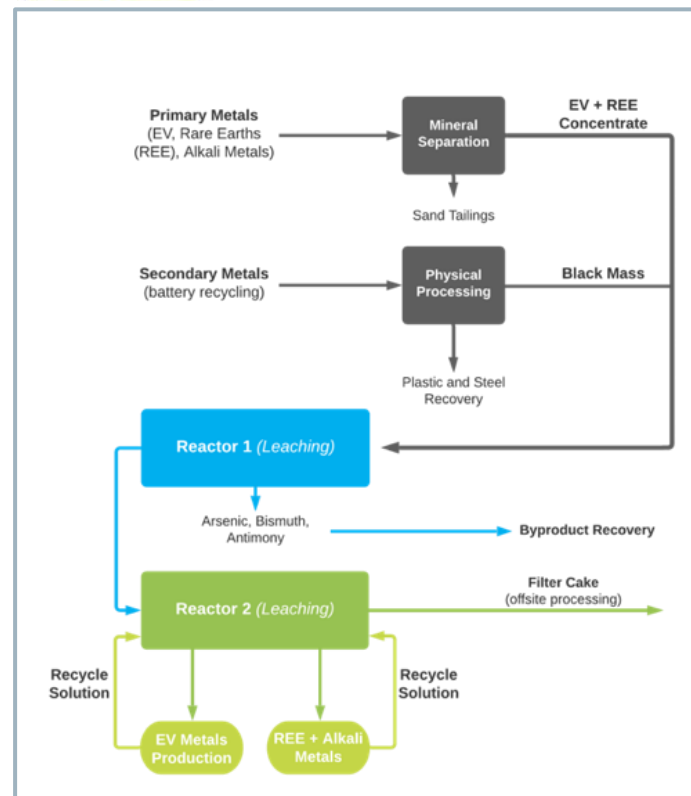 Primary Metals
(EV, Rare Earths
(REE), Alkali Metals)
Mineral
Separation
EV + REE
Concentrate
Sand Tailings
Secondary Metals
(battery recycling)
Physical
Processing
Black Mass
Plastic and Steel
Recovery
Reactor 1 (Leaching)
Arsenic, Bismuth,
Antimony
Byproduct Recovery
Reactor 2 (Leaching)
Filter Cake
(offsite processing)
Recycle
Solution
Recycle
Solution
EV Metals
Production
REE + Alkali
Metals